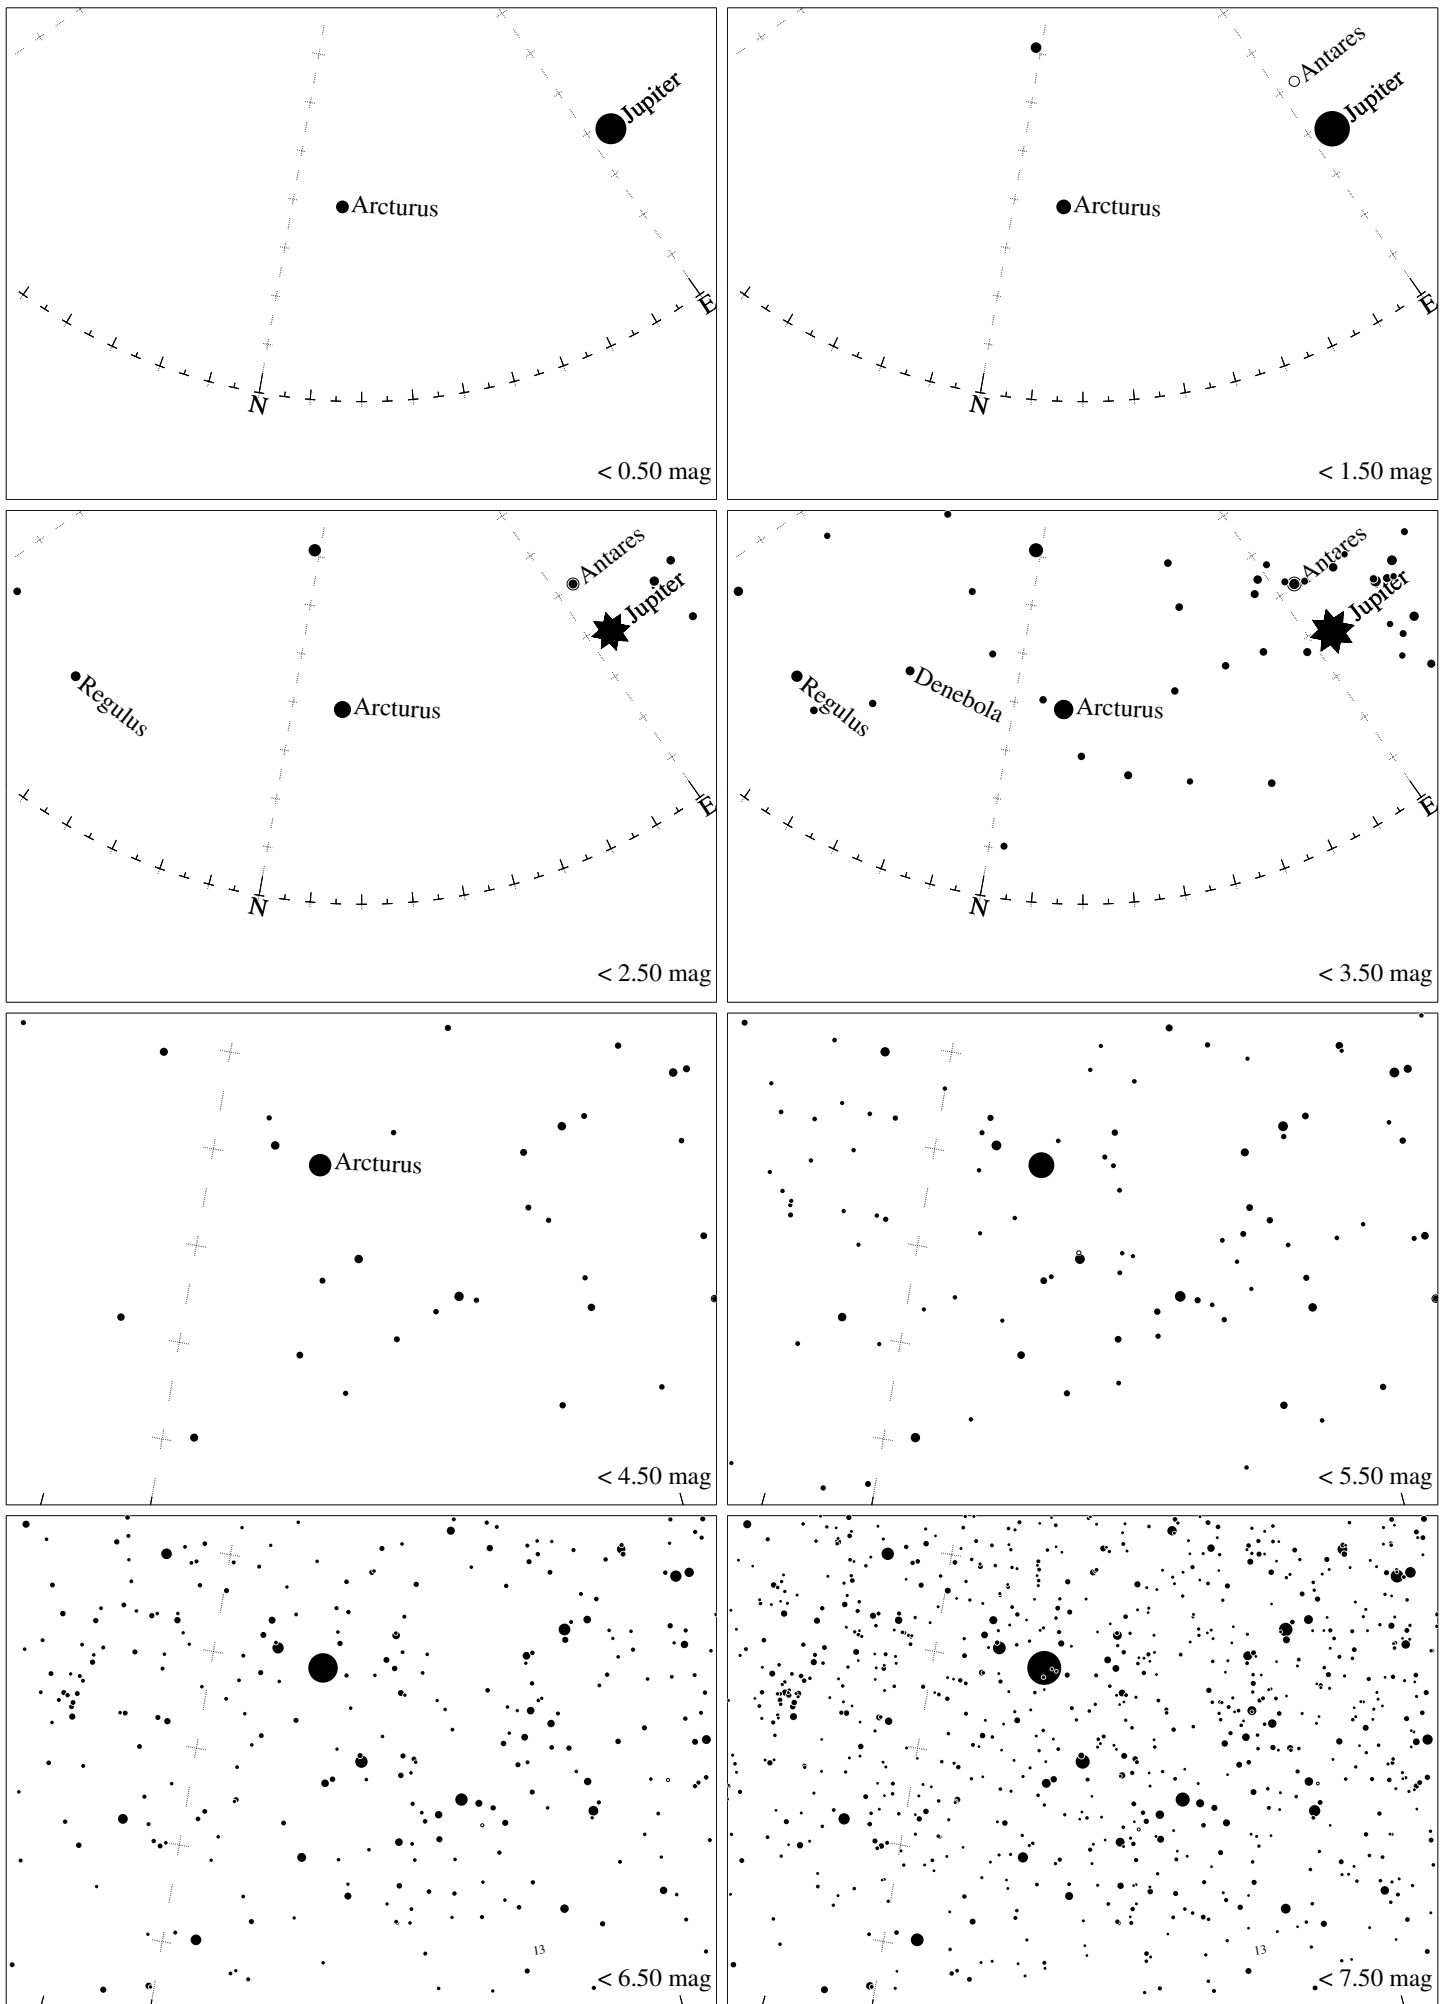 Jupiter
Arcturus
E
N
< 0.50 mag
Antares
Jupiter
Arcturus
E
N
< 1.50 mag
Antares
Jupiter
Regulus
Arcturus
E
N
< 2.50 mag
Antares
Jupiter
Regulus
Denebola
Arcturus
E
N
< 3.50 mag
Arcturus
< 4.50 mag
< 5.50 mag
13
< 6.50 mag
13
< 7.50 mag